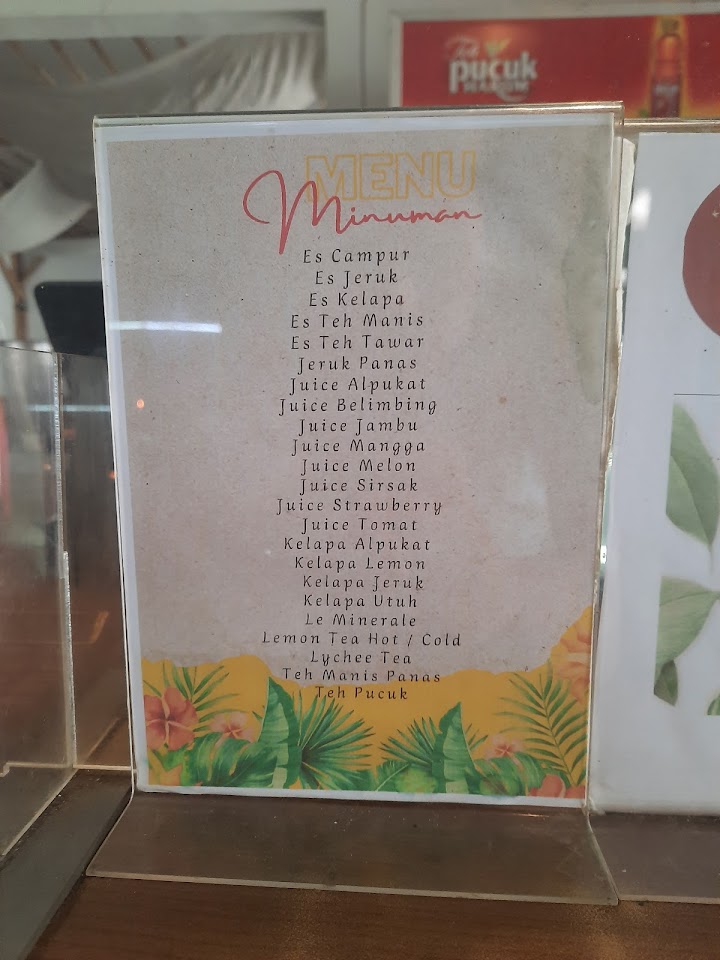 Teh
pucuk
HARUM
MENU
Minuman
Es Campur
Es Jeruk
Es Kelapa
Es Teh Manis
Es Teh Tawar
Jeruk Panas
Juice Alpukat
Juice Belimbing
Juice Jambu
Juice Mangga
Juice Melon
Juice Sirsak
Juice Strawberry
Juice Tomat
Kelapa Alpukat
Kelapa Lemon
Kelapa Jeruk
Kelapa Utuh
Le Minerale
Lemon Tea Hot / Cold
Lychee Tea
Teh Manis Panas
Teh Pucuk